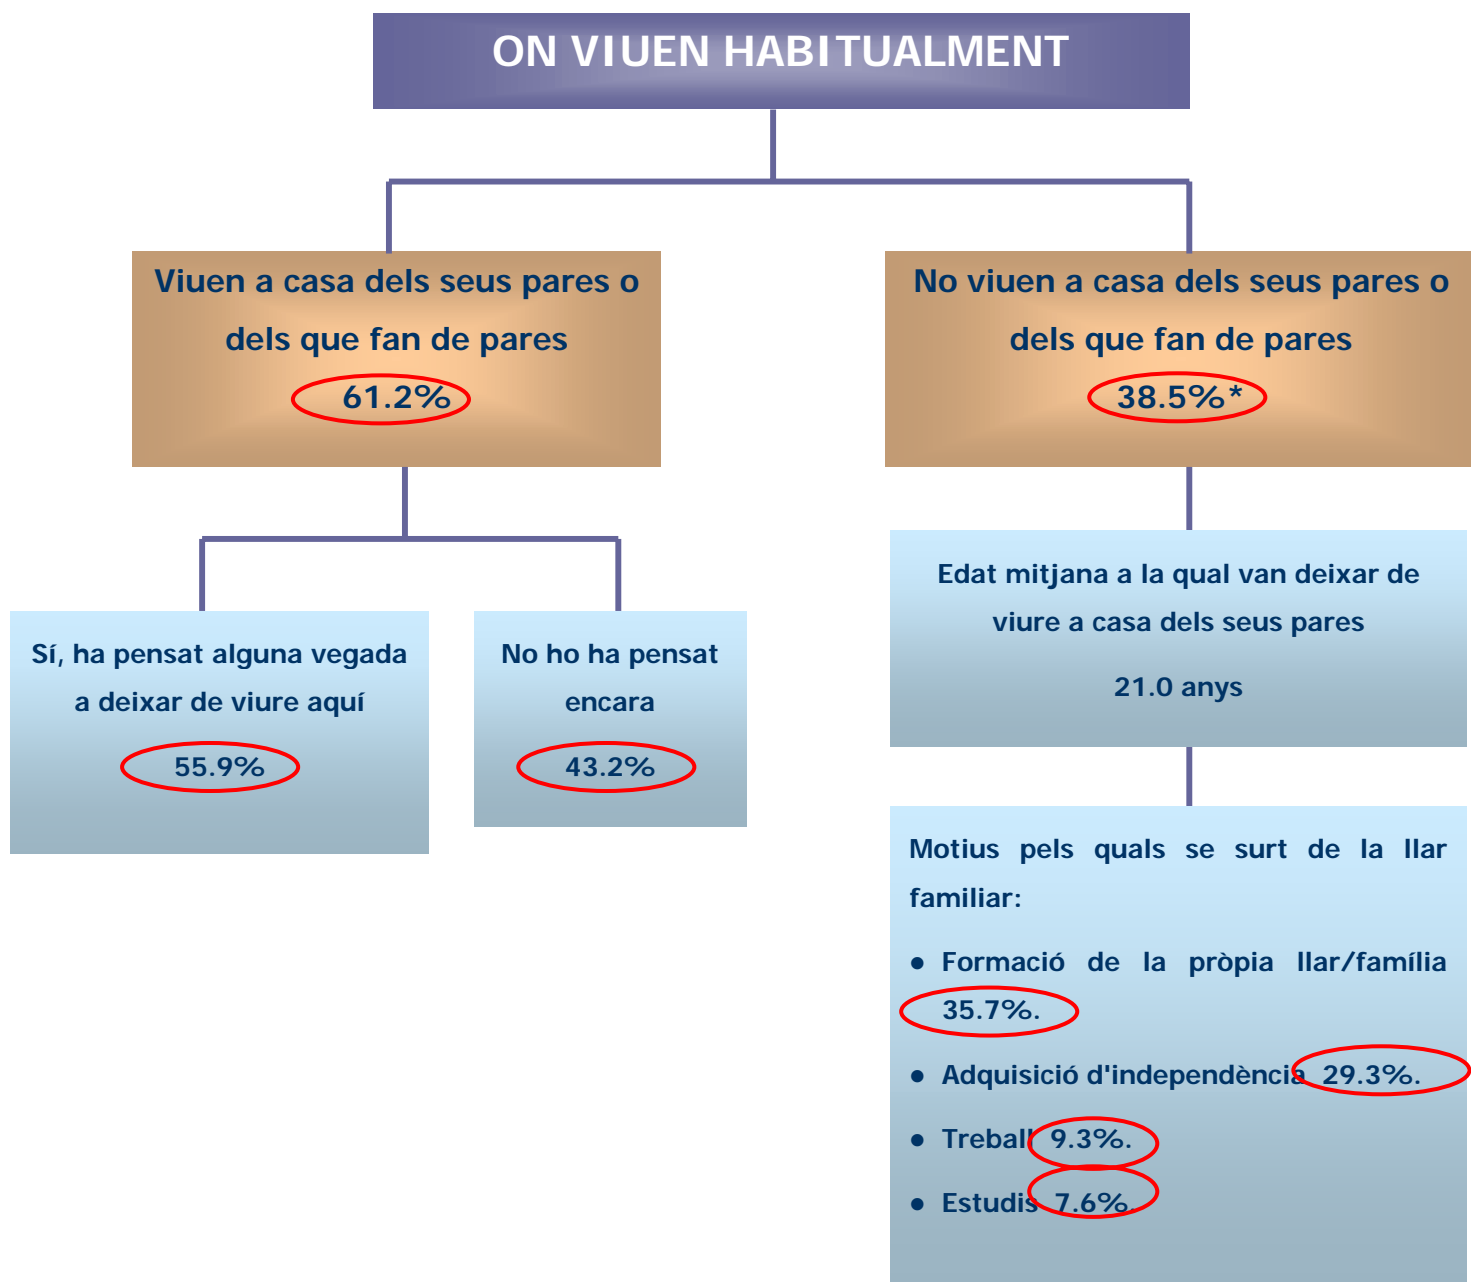 ON VIUEN HABITUALMENT
Viuen a casa dels seus pares o
dels que fan de pares
61.2%
No viuen a casa dels seus pares o
dels que fan de pares
38.5%*
Sí, ha pensat alguna vegada
a deixar de viure aquí
55.9%
No ho ha pensat
encara
43.2%
Edat mitjana a la qual van deixar de
viure a casa dels seus pares
21.0 anys
Motius pels quals se surt de la llar
familiar:
● Formació de la pròpia llar/família
35.7%.
● Adquisició d'independència 29.3%.
● Treball 9.3%.
● Estudis 7.6%.